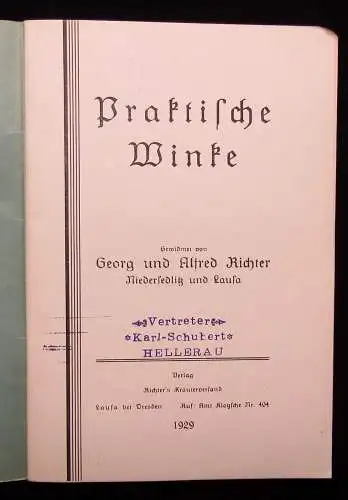 Praktische
Winke
Gewidmet von
Georg und Alfred Richter
Niedersedlitz und Lausa
Vertreter
Karl-Schubert
HELLERAU
Verlag
Richter's Kräuterversand
Lausa bei Dresden Ruf: Amt Klotzsche Nr. 404
1929